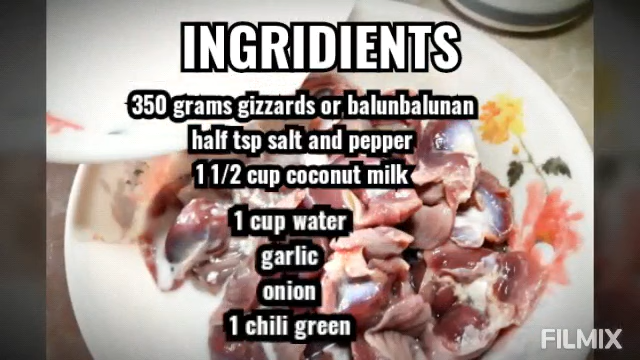 INGRIDIENTS
350 grams gizzards or balunbalunan
half tsp salt and pepper
1 1/2 cup coconut milk
1 cup water
garlic
onion
1 chili green
FILMIX